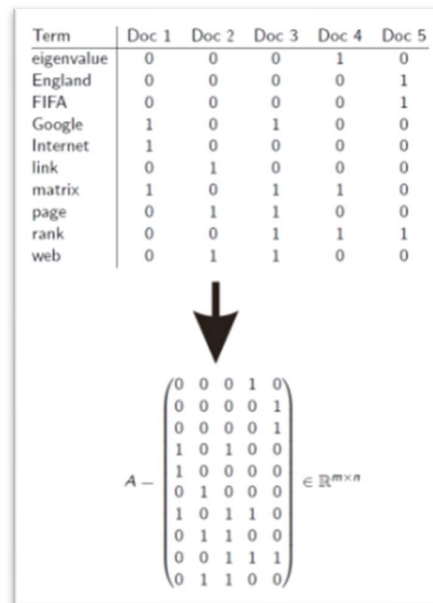 Term Doc 1 Doc 2 Doc 3 Doc 4 Doc 5
eigenvalue 0 0 0 1 0
England 0 0 0 0 1
FIFA 0 0 0 0 1
Google 1 0 1 0 0
Internet 1 0 0 0 0
link 0 1 0 0 0
matrix 1 0 1 1 0
page 0 1 1 0 0
rank 0 0 1 1 1
web 0 1 1 0 0
0 0 0 1 0
0 0 0 0 1
0 0 0 0 1
1 0 1 0 0
1 0 0 0 0
A = 0 1 0 0 0 ∈ ℝ^{m×n}
1 0 1 1 0
0 1 1 0 0
0 0 1 1 1
0 1 1 0 0